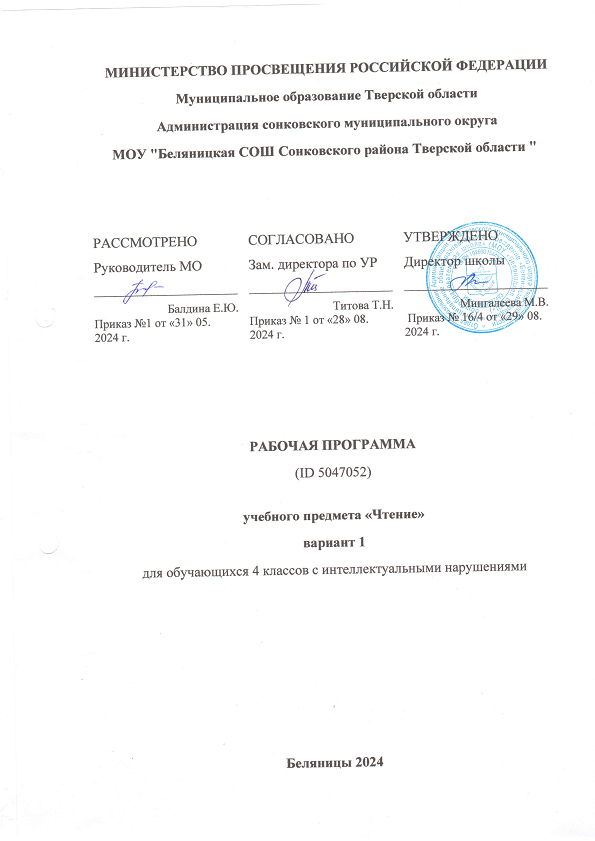 МИНИСТЕРСТВО ПРОСВЕЩЕНИЯ РОССИЙСКОЙ ФЕДЕРАЦИИ
Муниципальное образование Тверской области
Администрация сонковского муниципального округа
МОУ "Беляницкая СОШ Сонковского района Тверской области "
РАССМОТРЕНО
Руководитель МО
Балдина Е.Ю.
Приказ №1 от «31» 05.
2024 г.
СОГЛАСОВАНО
Зам. директора по УР
Титова Т.Н.
Приказ № 1 от «28» 08.
2024 г.
УТВЕРЖДЕНО
Директор школы
Мингалеева М.В.
Приказ № 16/4 от «29» 08.
2024 г.
РАБОЧАЯ ПРОГРАММА
(ID 5047052)
учебного предмета «Чтение»
вариант 1
для обучающихся 4 классов с интеллектуальными нарушениями
Беляницы 2024